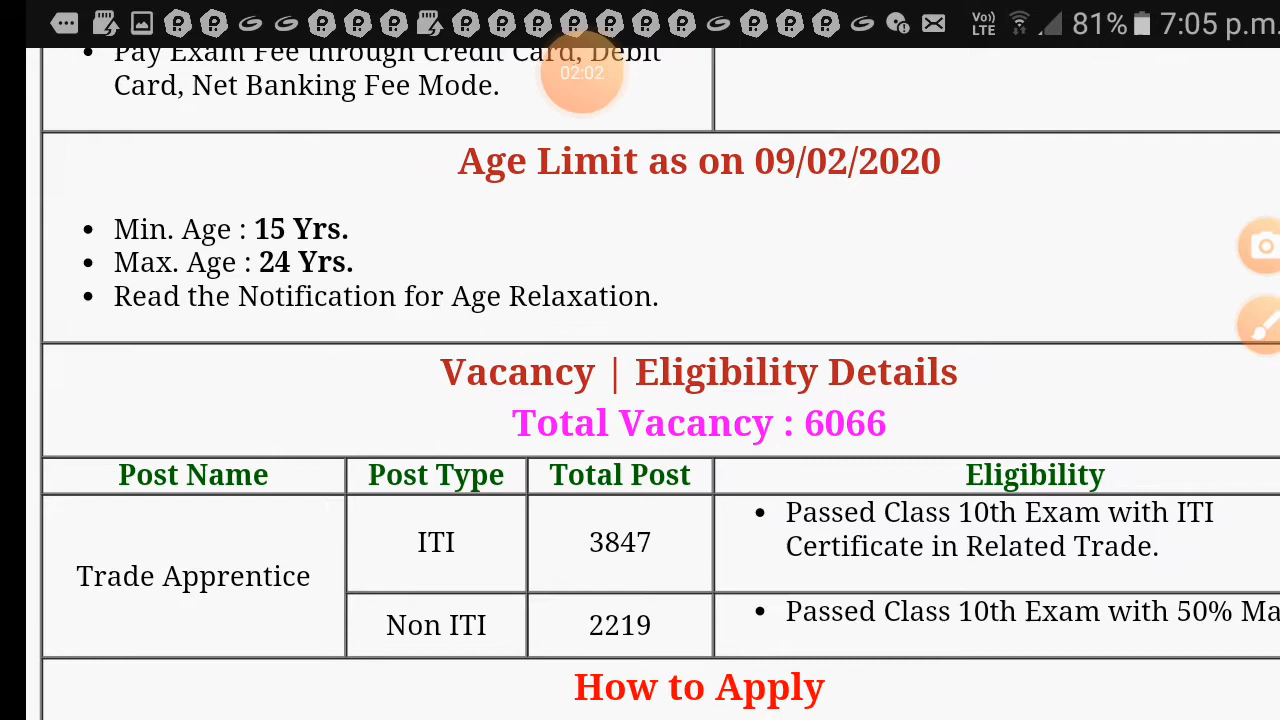 Vo)) LTE 81% 7:05 p.m.
Pay Exam Fee through Credit Card, Debit
02:02
Card, Net Banking Fee Mode.
Age Limit as on 09/02/2020
Min. Age : 15 Yrs.
Max. Age : 24 Yrs.
Read the Notification for Age Relaxation.
Vacancy | Eligibility Details
Total Vacancy : 6066
Post Name Post Type Total Post Eligibility
Trade Apprentice
ITI 3847
Passed Class 10th Exam with ITI
Certificate in Related Trade.
Non ITI 2219
Passed Class 10th Exam with 50% Ma
How to Apply